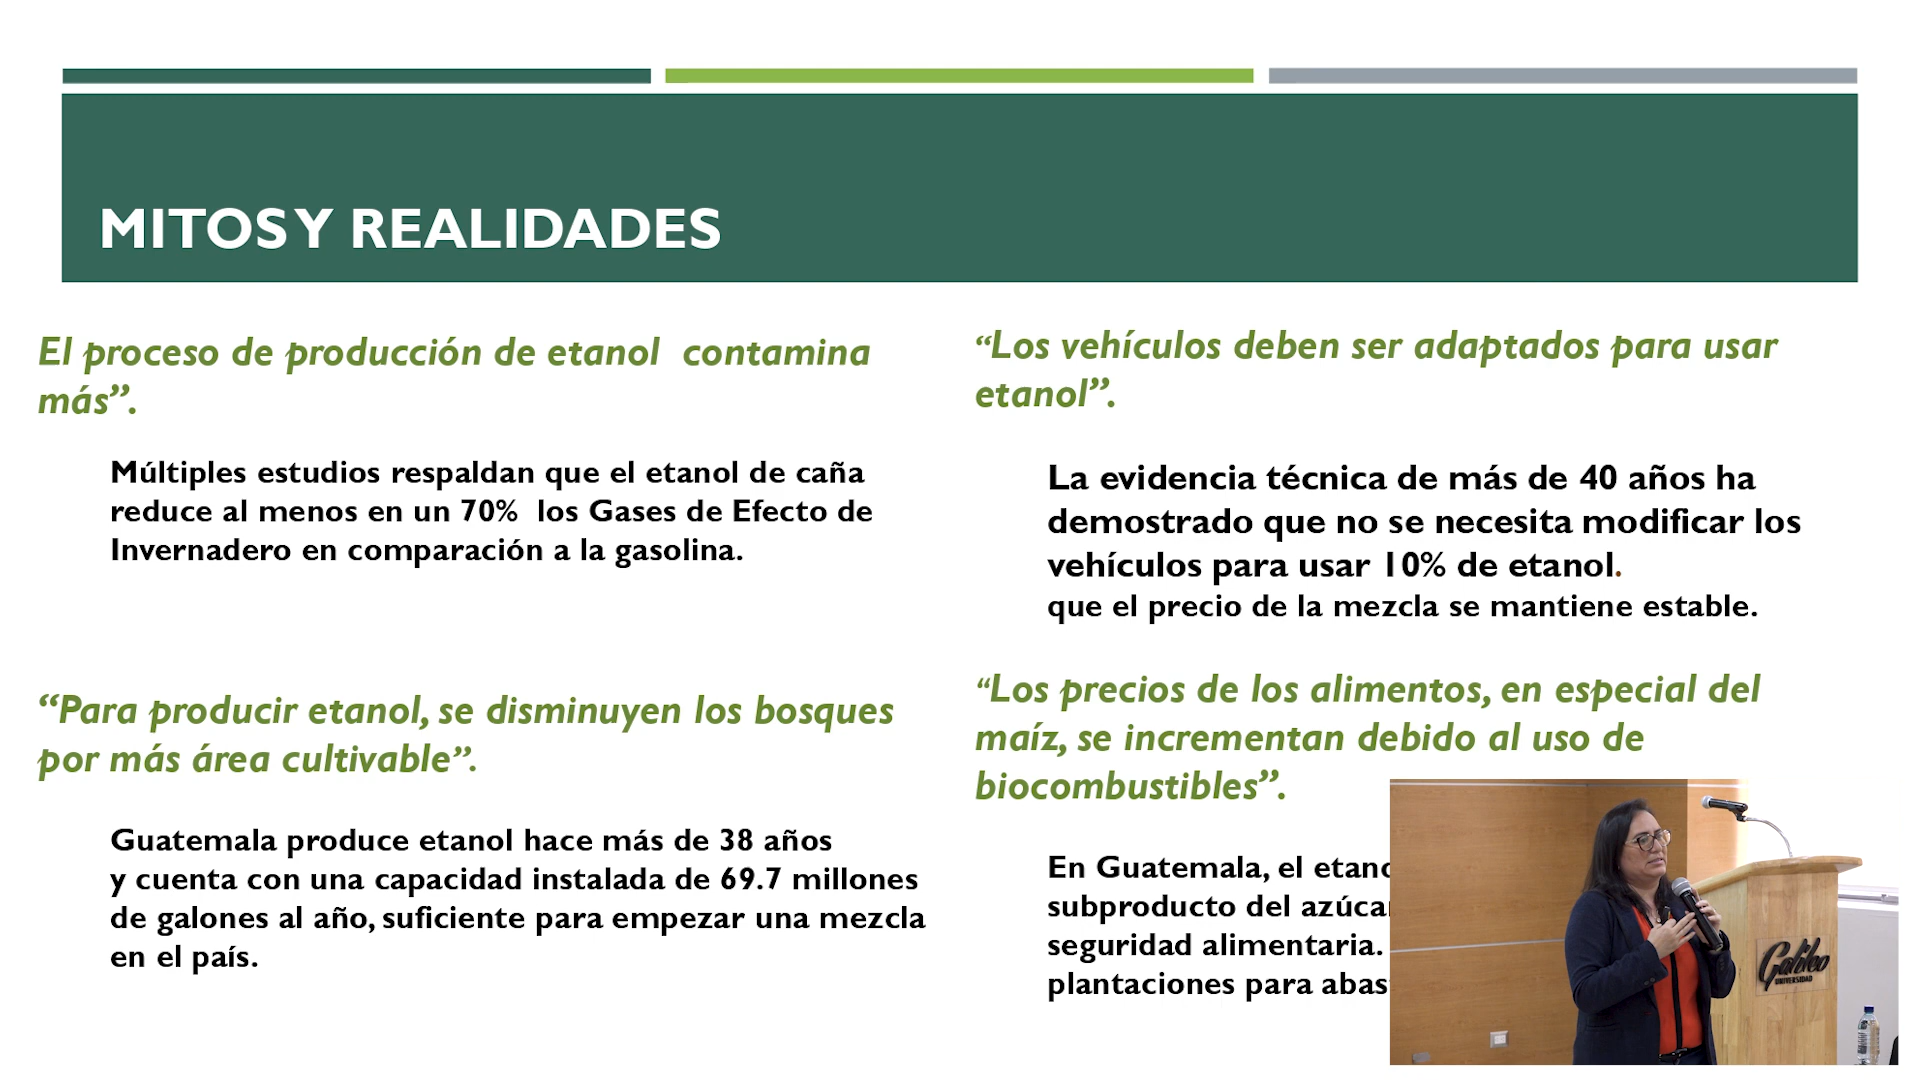 MITOS Y REALIDADES
El proceso de producción de etanol contamina
más”.
Múltiples estudios respaldan que el etanol de caña
reduce al menos en un 70% los Gases de Efecto de
Invernadero en comparación a la gasolina.
“Para producir etanol, se disminuyen los bosques
por más área cultivable”.
Guatemala produce etanol hace más de 38 años
y cuenta con una capacidad instalada de 69.7 millones
de galones al año, suficiente para empezar una mezcla
en el país.
“Los vehículos deben ser adaptados para usar
etanol”.
La evidencia técnica de más de 40 años ha
demostrado que no se necesita modificar los
vehículos para usar 10% de etanol.
que el precio de la mezcla se mantiene estable.
“Los precios de los alimentos, en especial del
maíz, se incrementan debido al uso de
biocombustibles”.
En Guatemala, el
subproducto del
seguridad alimentaria.
plantaciones para
Galileo
UNIVERSIDAD